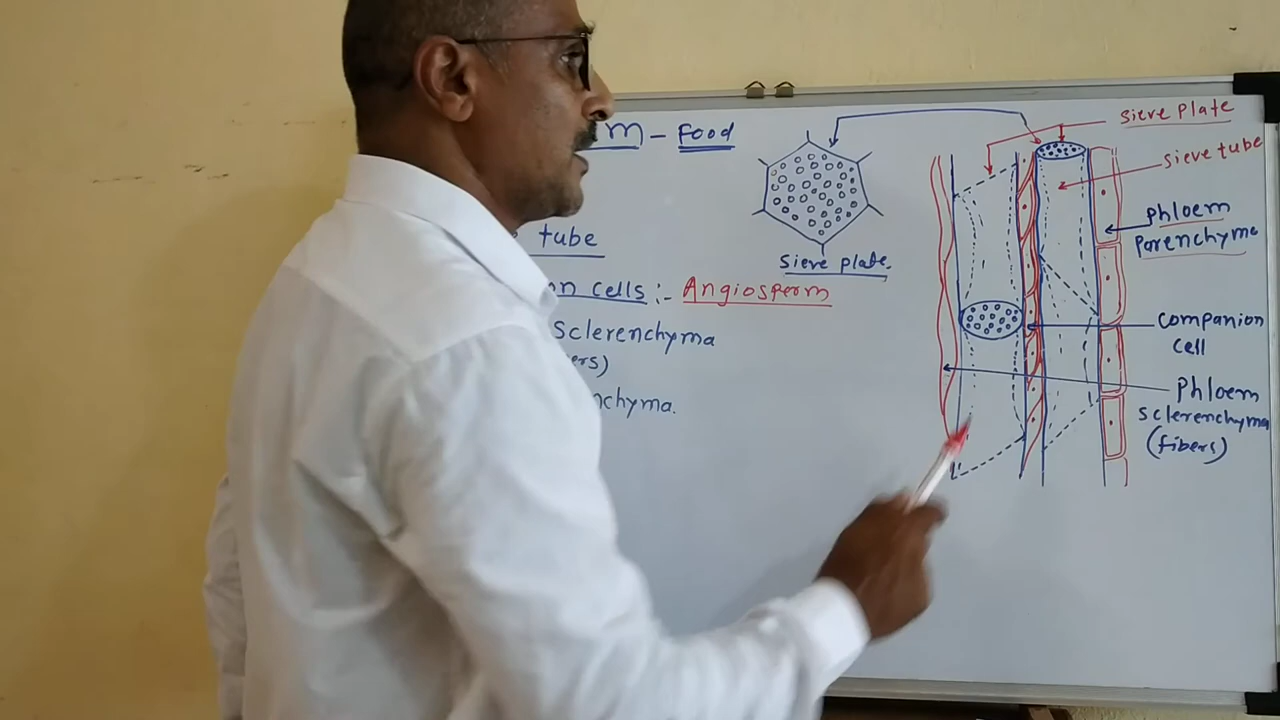 m - Food
tube
on cells :- Angiosperm
Sclerenchyma
ers)
nchyma.
Sieve plate.
Sieve plate
Sieve tube
Phloem
Parenchyma
Companion
cell
Phloem
Sclerenchyma
(fibers)